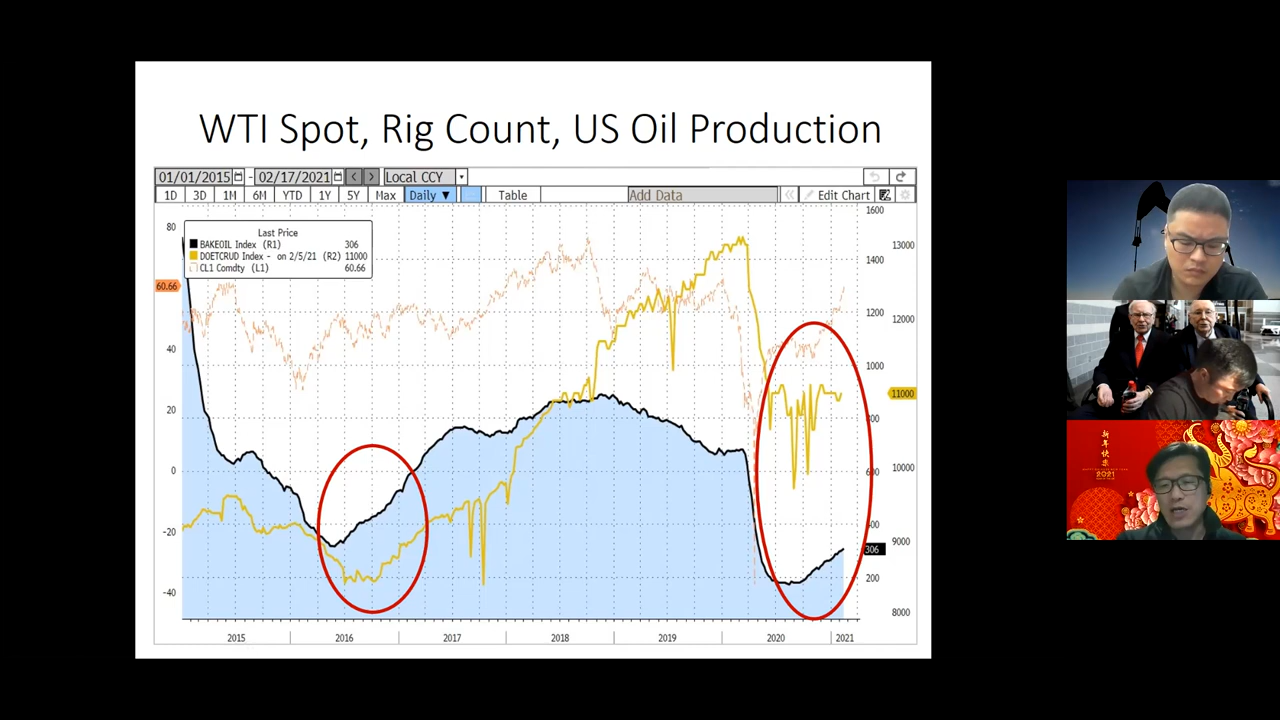 WTI Spot, Rig Count, US Oil Production
01/01/2015 - 02/17/2021 < > Local CCY
1D 3D 1M 6M YTD 1Y 5Y Max Daily ▼ Table Add Data « Edit Chart
Last Price
BAKEOIL Index (R1) 306
DOETCRUD Index - on 2/5/21 (R2) 11000
CL1 Comdty (L1) 60.66
80
60.66
40
20
0
-20
-40
1600
1400
1200
1000
800
600
400
200
306
13000
12000
11000
10000
9000
8000
2015 2016 2017 2018 2019 2020 2021
新年快樂
2021